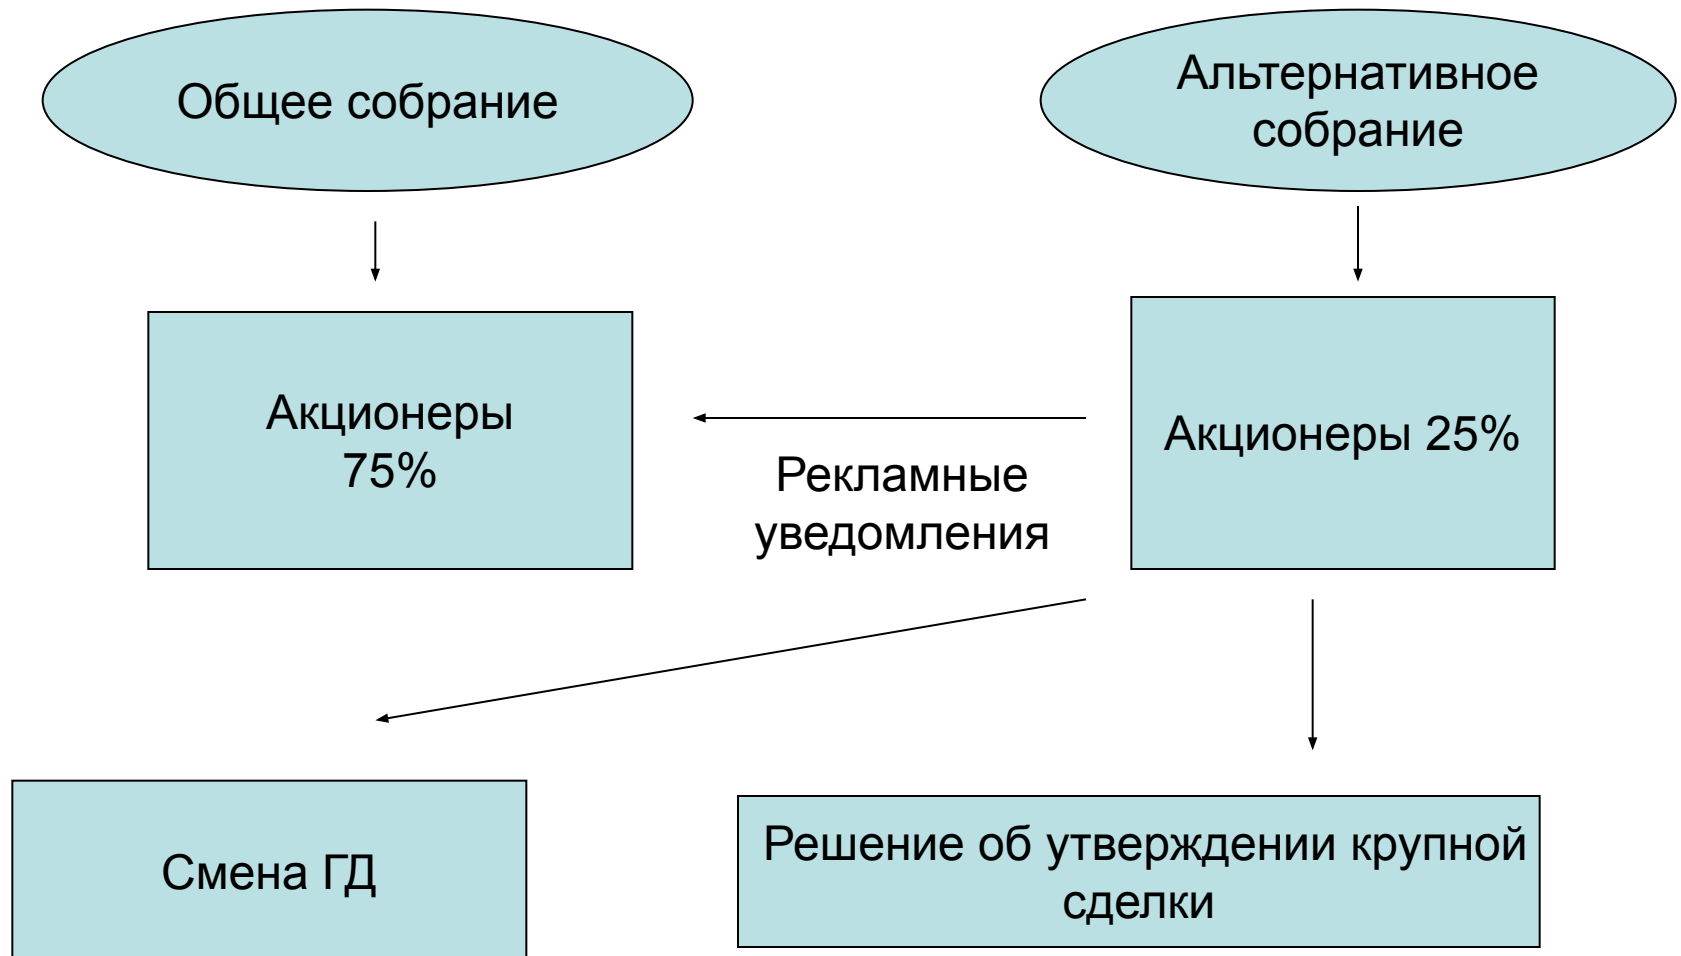 Общее собрание
Альтернативное
собрание
Акционеры
75%
Рекламные
уведомления
Акционеры 25%
Смена ГД
Решение об утверждении крупной
сделки